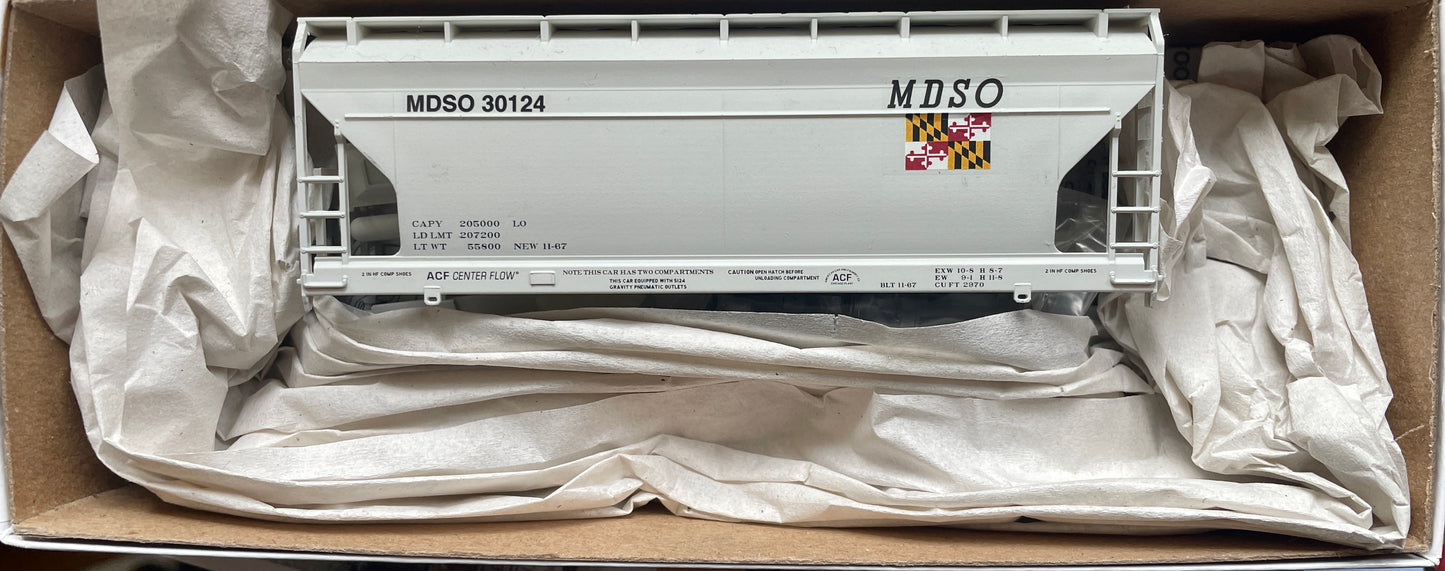 MDSO 30124
MDSO
CAPY 205000 LO
LD LMT 207200
LT WT 55800 NEW 11-67
2 IN HF COMP SHOES
ACF CENTER FLOW®
NOTE THIS CAR HAS TWO COMPARTMENTS
THIS CAR EQUIPPED WITH 5124
GRAVITY PNEUMATIC OUTLETS
CAUTION OPEN HATCH BEFORE
UNLOADING COMPARTMENT
ACF
BLT 11-67
EXW 10-8 H 8-7
EW 9-1 H 11-8
CU FT 2970
2 IN HF COMP SHOES